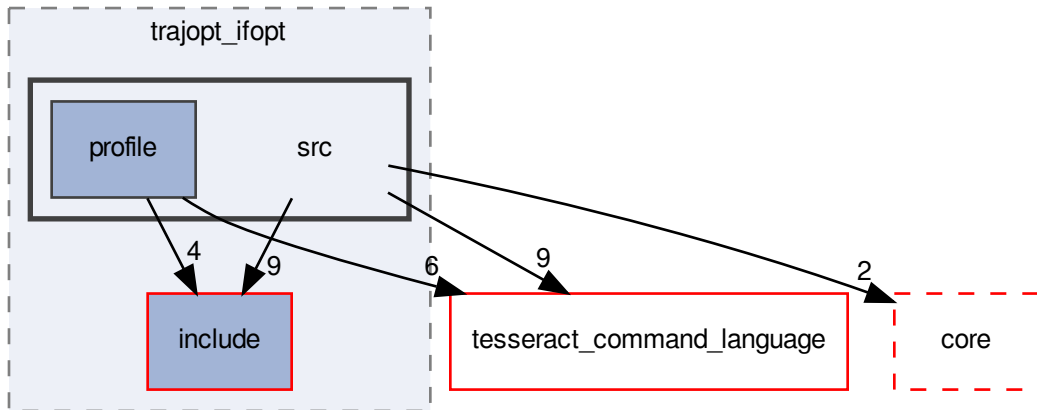 trajopt_ifopt
profile
src
4
9
6
9
2
include
tesseract_command_language
core